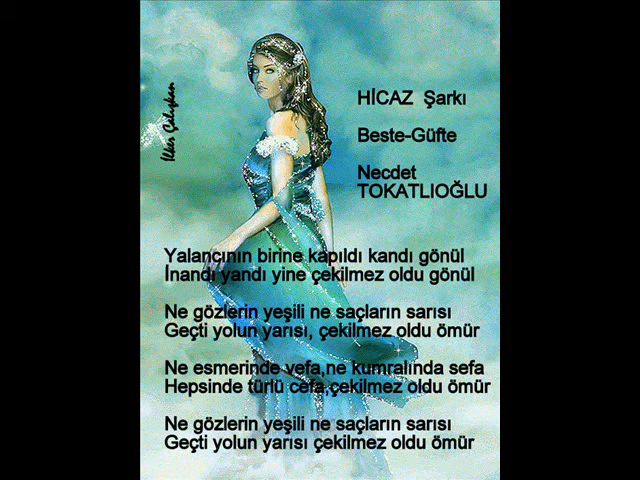 İlker Çalışkan
HİCAZ Şarkı
Beste-Güfte
Necdet
TOKATLIOĞLU
Yalancının birine kapıldı kandı gönül
İnandı yandı yine çekilmez oldu gönül
Ne gözlerin yeşili ne saçların sarısı
Geçti yolun yarısı, çekilmez oldu ömür
Ne esmerinde vefa,ne kumralında sefa
Hepsinde türlü cefa,çekilmez oldu ömür
Ne gözlerin yeşili ne saçların sarısı
Geçti yolun yarısı çekilmez oldu ömür